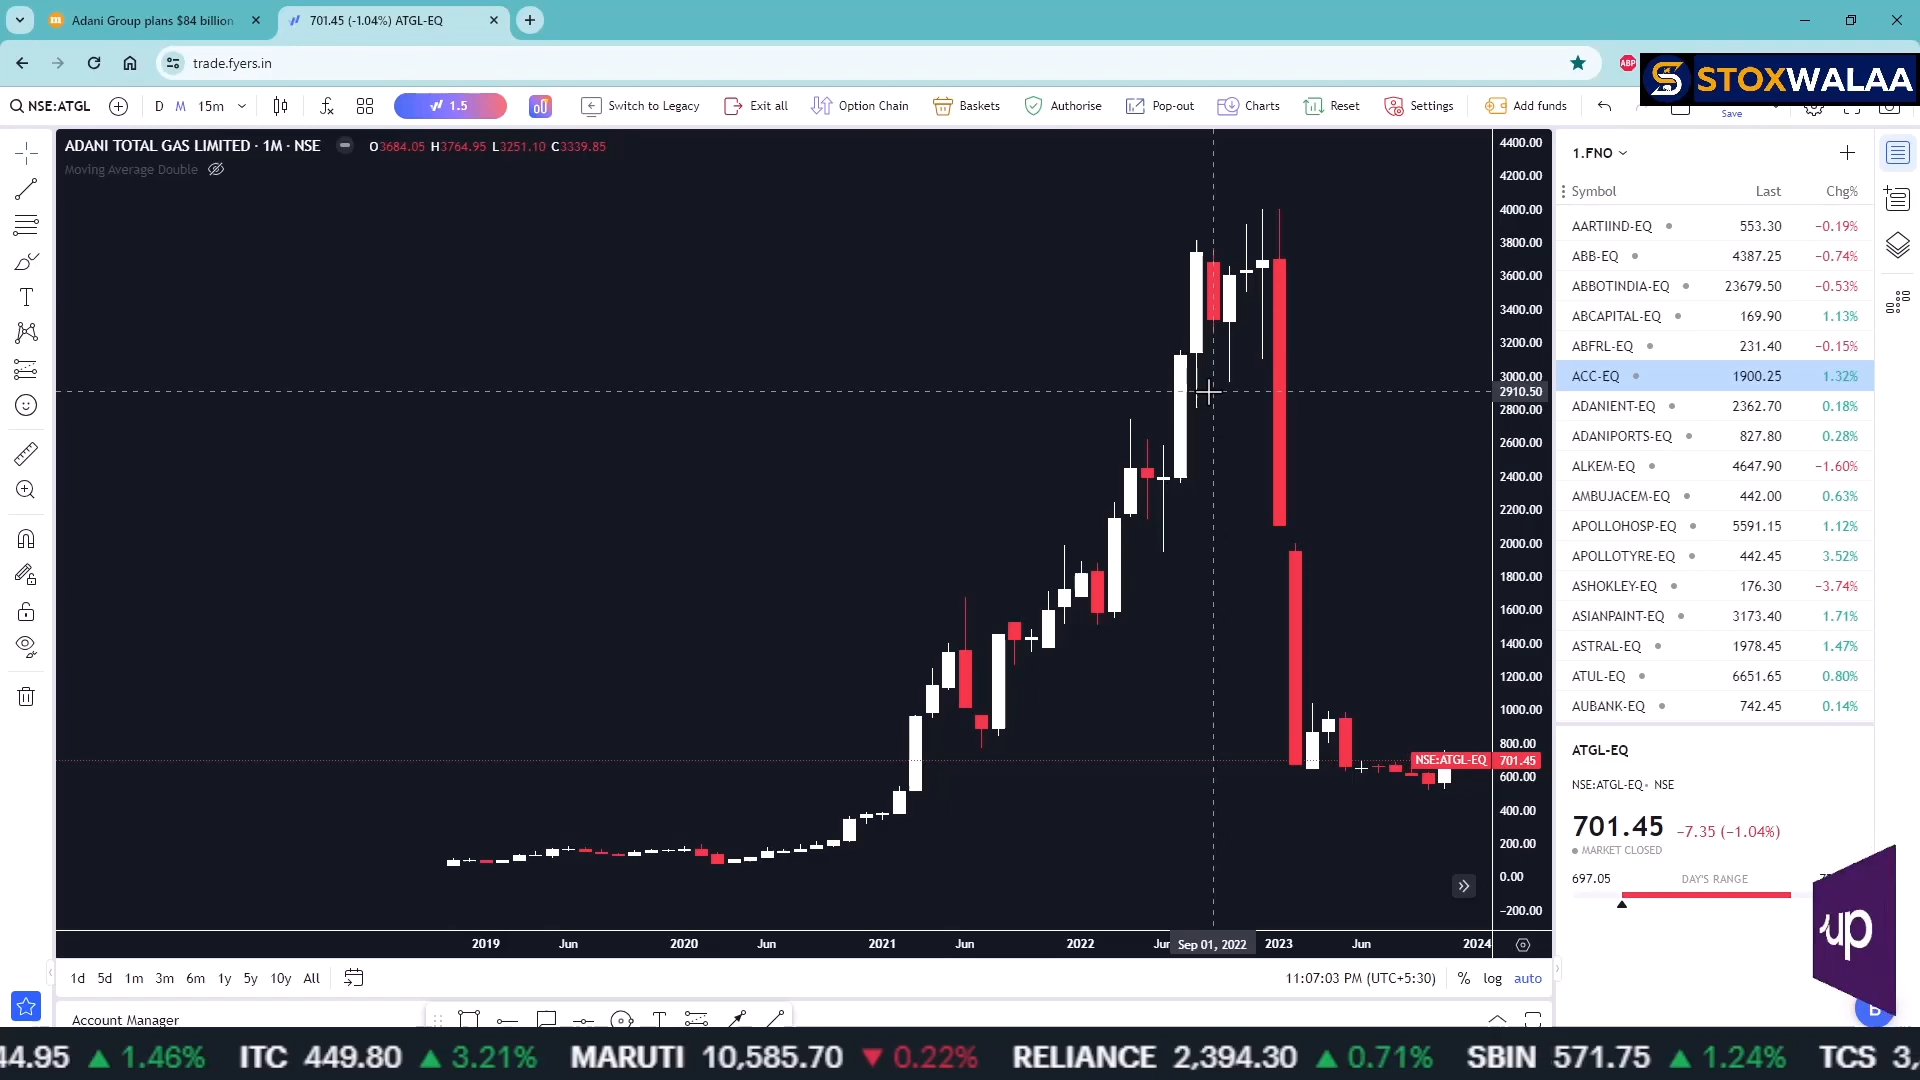 Adani Group plans $84 billion
701.45 (-1.04%) ATGL-EQ
trade.fyers.in
ABP
STOXWALAA
NSE:ATGL D M 15m 1.5 Switch to Legacy Exit all Option Chain Baskets Authorise Pop-out Charts Reset Settings Add funds
Save
ADANI TOTAL GAS LIMITED · 1M · NSE O3684.05 H3764.95 L3251.10 C3339.85
Moving Average Double
4400.00
4200.00
4000.00
3800.00
3600.00
3400.00
3200.00
3000.00
2910.50
2800.00
2600.00
2400.00
2200.00
2000.00
1800.00
1600.00
1400.00
1200.00
1000.00
800.00
NSE:ATGL-EQ 701.45
600.00
400.00
200.00
0.00
−200.00
2019 Jun 2020 Jun 2021 Jun 2022 Sep 01, 2022 2023 Jun 2024
1d 5d 1m 3m 6m 1y 5y 10y All
11:07:03 PM (UTC+5:30) % log auto
Account Manager
1.FNO
Symbol Last Chg%
AARTIIND-EQ 553.30 −0.19%
ABB-EQ 4387.25 −0.74%
ABBOTINDIA-EQ 23679.50 −0.53%
ABCAPITAL-EQ 169.90 1.13%
ABFRL-EQ 231.40 −0.15%
ACC-EQ 1900.25 1.32%
ADANIENT-EQ 2362.70 0.18%
ADANIPORTS-EQ 827.80 0.28%
ALKEM-EQ 4647.90 −1.60%
AMBUJACEM-EQ 442.00 0.63%
APOLLOHOSP-EQ 5591.15 1.12%
APOLLOTYRE-EQ 442.45 3.52%
ASHOKLEY-EQ 176.30 −3.74%
ASIANPAINT-EQ 3173.40 1.71%
ASTRAL-EQ 1978.45 1.47%
ATUL-EQ 6651.65 0.80%
AUBANK-EQ 742.45 0.14%
ATGL-EQ
NSE:ATGL-EQ • NSE
701.45 −7.35 (−1.04%)
MARKET CLOSED
697.05 DAY'S RANGE
up
44.95 ▲ 1.46% ITC 449.80 ▲ 3.21% MARUTI 10,585.70 ▼ 0.22% RELIANCE 2,394.30 ▲ 0.71% SBIN 571.75 ▲ 1.24% TCS 3,